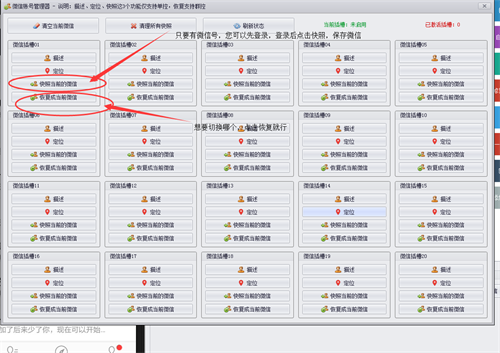 微信账号管理器 - 说明：描述、定位、快照这3个功能仅支持单控，恢复支持群控
清空当前微信 清理所有快照 刷新状态 当前插槽：未启用 已激活插槽：0
只要有微信号，您可以先登录，登录后点击快照，保存微信
微信插槽01 微信插槽02 微信插槽03 微信插槽04 微信插槽05
描述 描述 描述 描述 描述
定位 定位 定位 定位 定位
快照当前的微信 快照当前的微信 快照当前的微信 快照当前的微信 快照当前的微信
恢复成当前微信 恢复成当前微信 恢复成当前微信 恢复成当前微信 恢复成当前微信
微信插槽06 微信插槽07 微信插槽08 微信插槽09 微信插槽10
想要切换哪个，点击恢复就行
描述 描述 描述 描述 描述
定位 定位 定位 定位 定位
快照当前的微信 快照当前的微信 快照当前的微信 快照当前的微信 快照当前的微信
恢复成当前微信 恢复成当前微信 恢复成当前微信 恢复成当前微信 恢复成当前微信
微信插槽11 微信插槽12 微信插槽13 微信插槽14 微信插槽15
描述 描述 描述 描述 描述
定位 定位 定位 定位 定位
快照当前的微信 快照当前的微信 快照当前的微信 快照当前的微信 快照当前的微信
恢复成当前微信 恢复成当前微信 恢复成当前微信 恢复成当前微信 恢复成当前微信
微信插槽16 微信插槽17 微信插槽18 微信插槽19 微信插槽20
描述 描述 描述 描述 描述
定位 定位 定位 定位 定位
快照当前的微信 快照当前的微信 快照当前的微信 快照当前的微信 快照当前的微信
恢复成当前微信 恢复成当前微信 恢复成当前微信 恢复成当前微信 恢复成当前微信
加了后来少了你，现在可以开始...